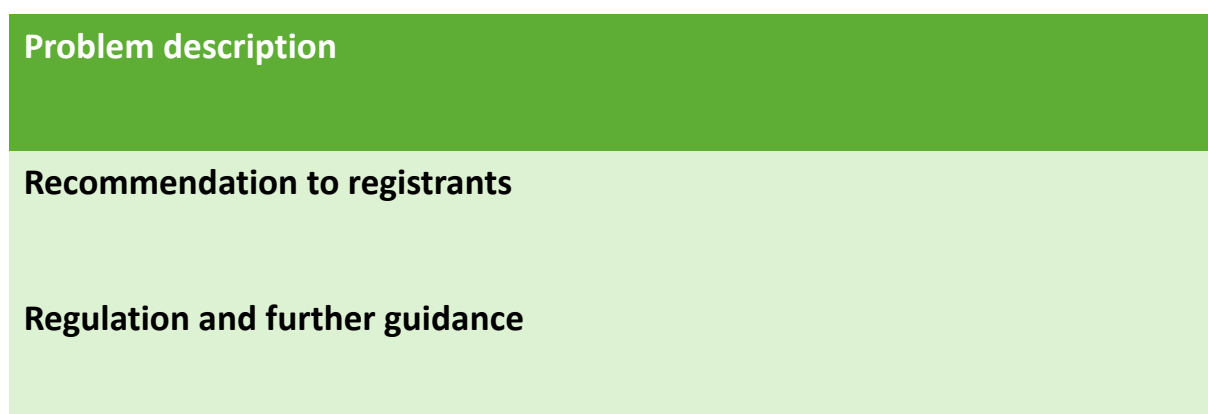 Problem description
Recommendation to registrants
Regulation and further guidance